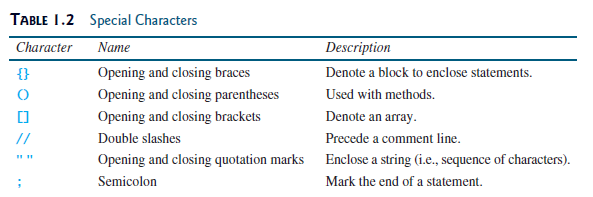 TABLE 1.2 Special Characters
Character Name Description
{} Opening and closing braces Denote a block to enclose statements.
() Opening and closing parentheses Used with methods.
[] Opening and closing brackets Denote an array.
// Double slashes Precede a comment line.
" " Opening and closing quotation marks Enclose a string (i.e., sequence of characters).
; Semicolon Mark the end of a statement.